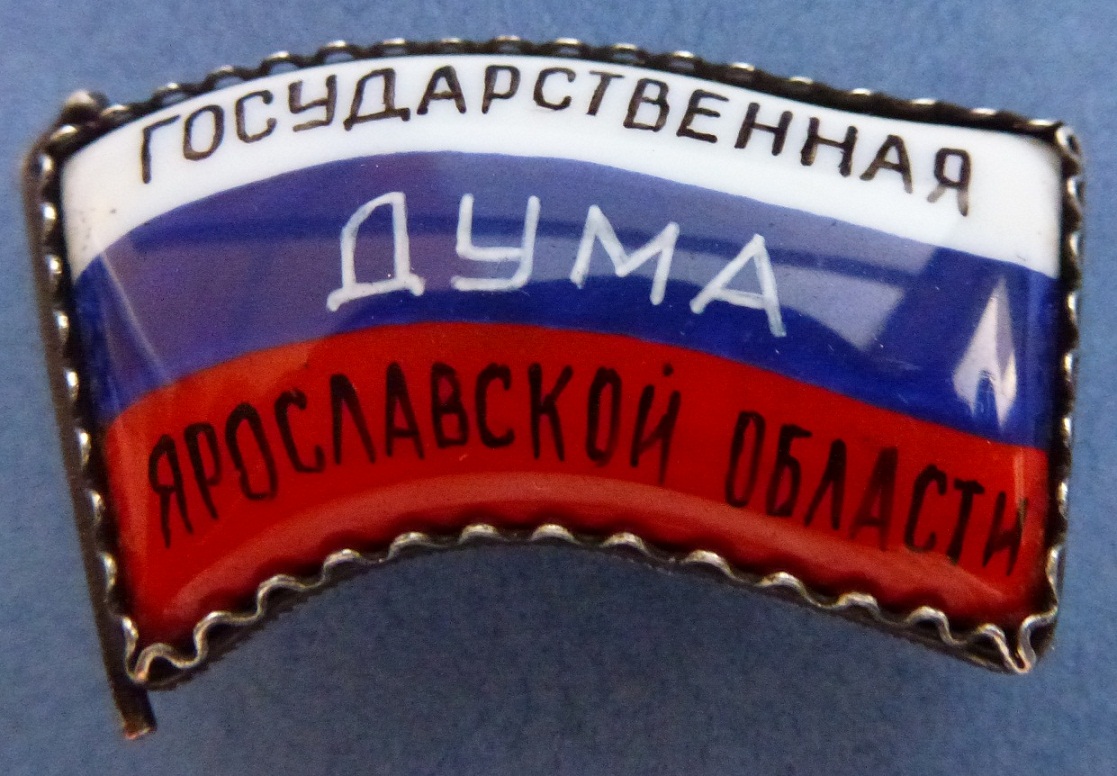 ГОСУДАРСТВЕННАЯ
ДУМА
ЯРОСЛАВСКОЙ ОБЛАСТИ